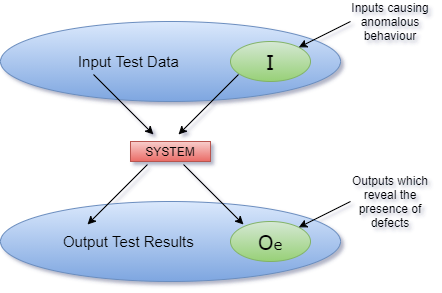 Inputs causing
anomalous
behaviour
Input Test Data
I
SYSTEM
Outputs which
reveal the
presence of
defects
Output Test Results
Oe